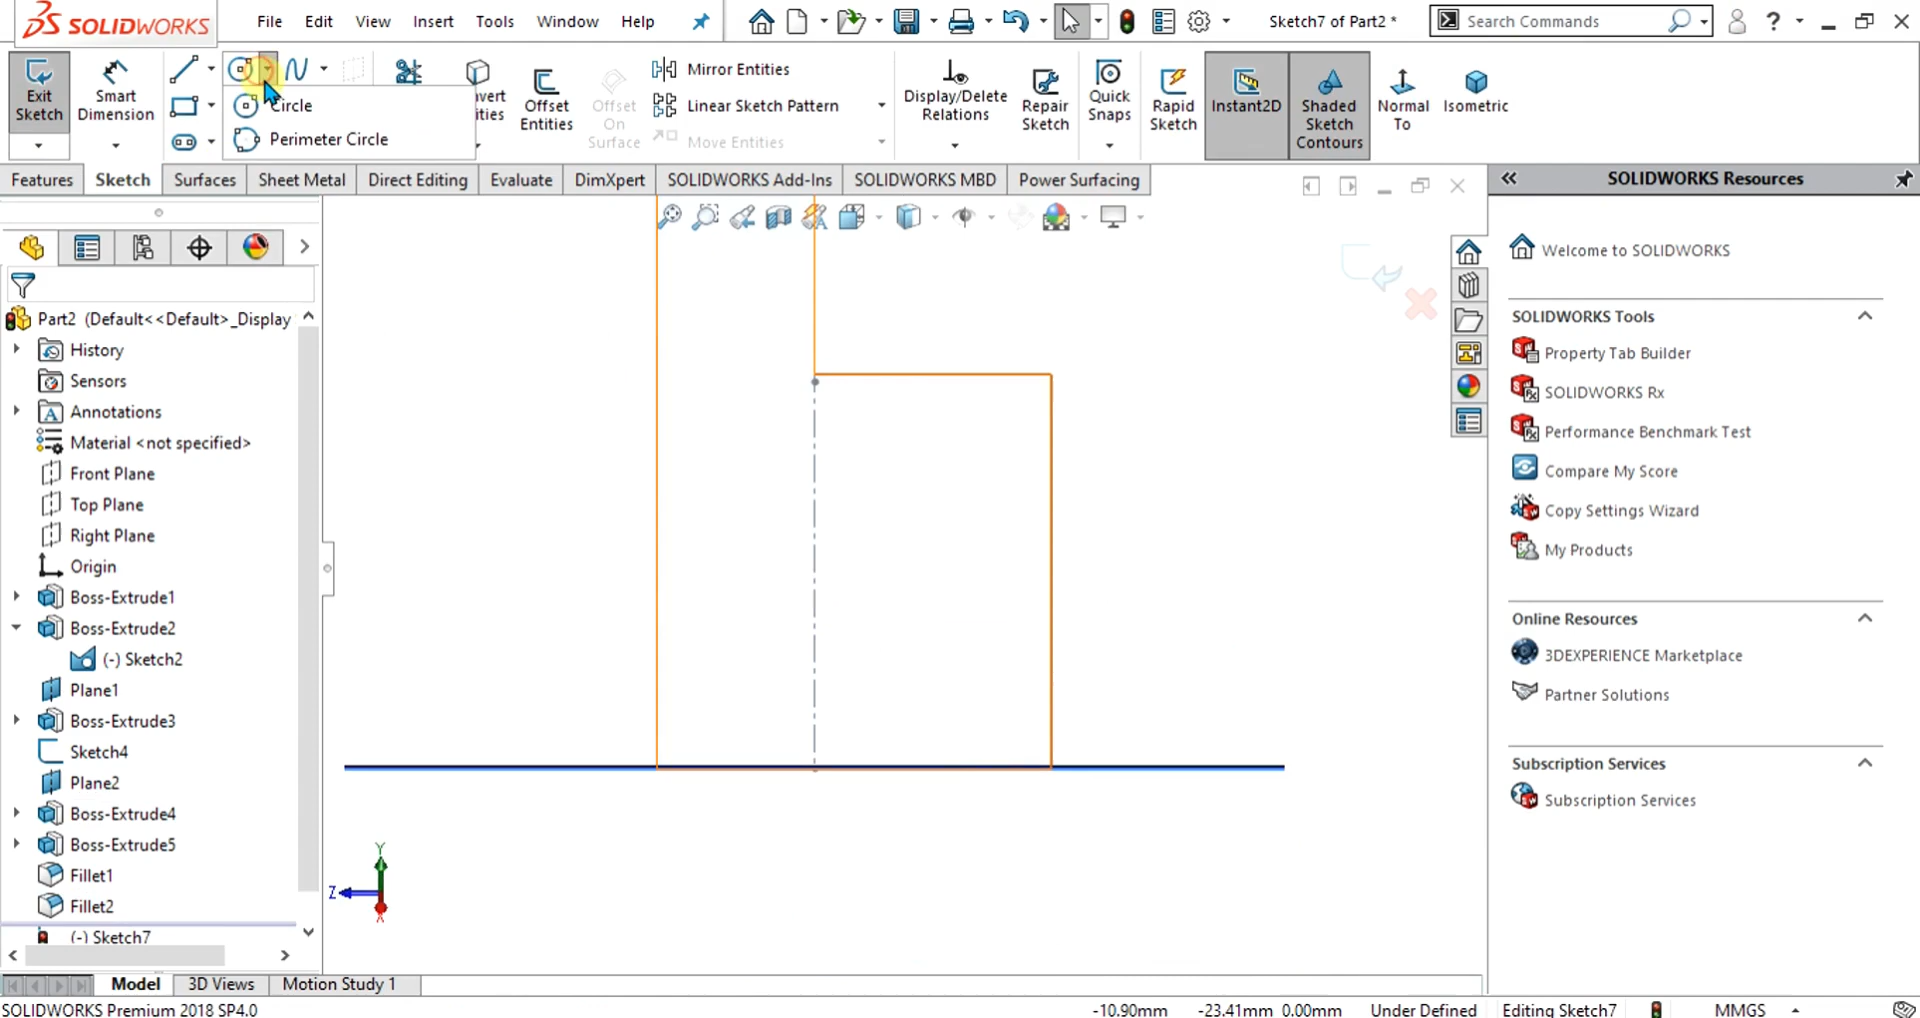 SOLIDWORKS File Edit View Insert Tools Window Help Sketch7 of Part2 * Search Commands ?
Exit Sketch
Smart Dimension
Circle
Perimeter Circle
Offset Entities
Offset On Surface
Mirror Entities
Linear Sketch Pattern
Move Entities
Display/Delete Relations
Repair Sketch
Quick Snaps
Rapid Sketch
Instant2D
Shaded Sketch Contours
Normal To
Isometric
Features Sketch Surfaces Sheet Metal Direct Editing Evaluate DimXpert SOLIDWORKS Add-Ins SOLIDWORKS MBD Power Surfacing
SOLIDWORKS Resources
Part2 (Default<<Default>_Display
History
Sensors
Annotations
Material <not specified>
Front Plane
Top Plane
Right Plane
Origin
Boss-Extrude1
Boss-Extrude2
(-) Sketch2
Plane1
Boss-Extrude3
Sketch4
Plane2
Boss-Extrude4
Boss-Extrude5
Fillet1
Fillet2
(-) Sketch7
Y
Z
X
Welcome to SOLIDWORKS
SOLIDWORKS Tools
Property Tab Builder
SOLIDWORKS Rx
Performance Benchmark Test
Compare My Score
Copy Settings Wizard
My Products
Online Resources
3DEXPERIENCE Marketplace
Partner Solutions
Subscription Services
Subscription Services
Model 3D Views Motion Study 1
SOLIDWORKS Premium 2018 SP4.0 -10.90mm -23.41mm 0.00mm Under Defined Editing Sketch7 MMGS